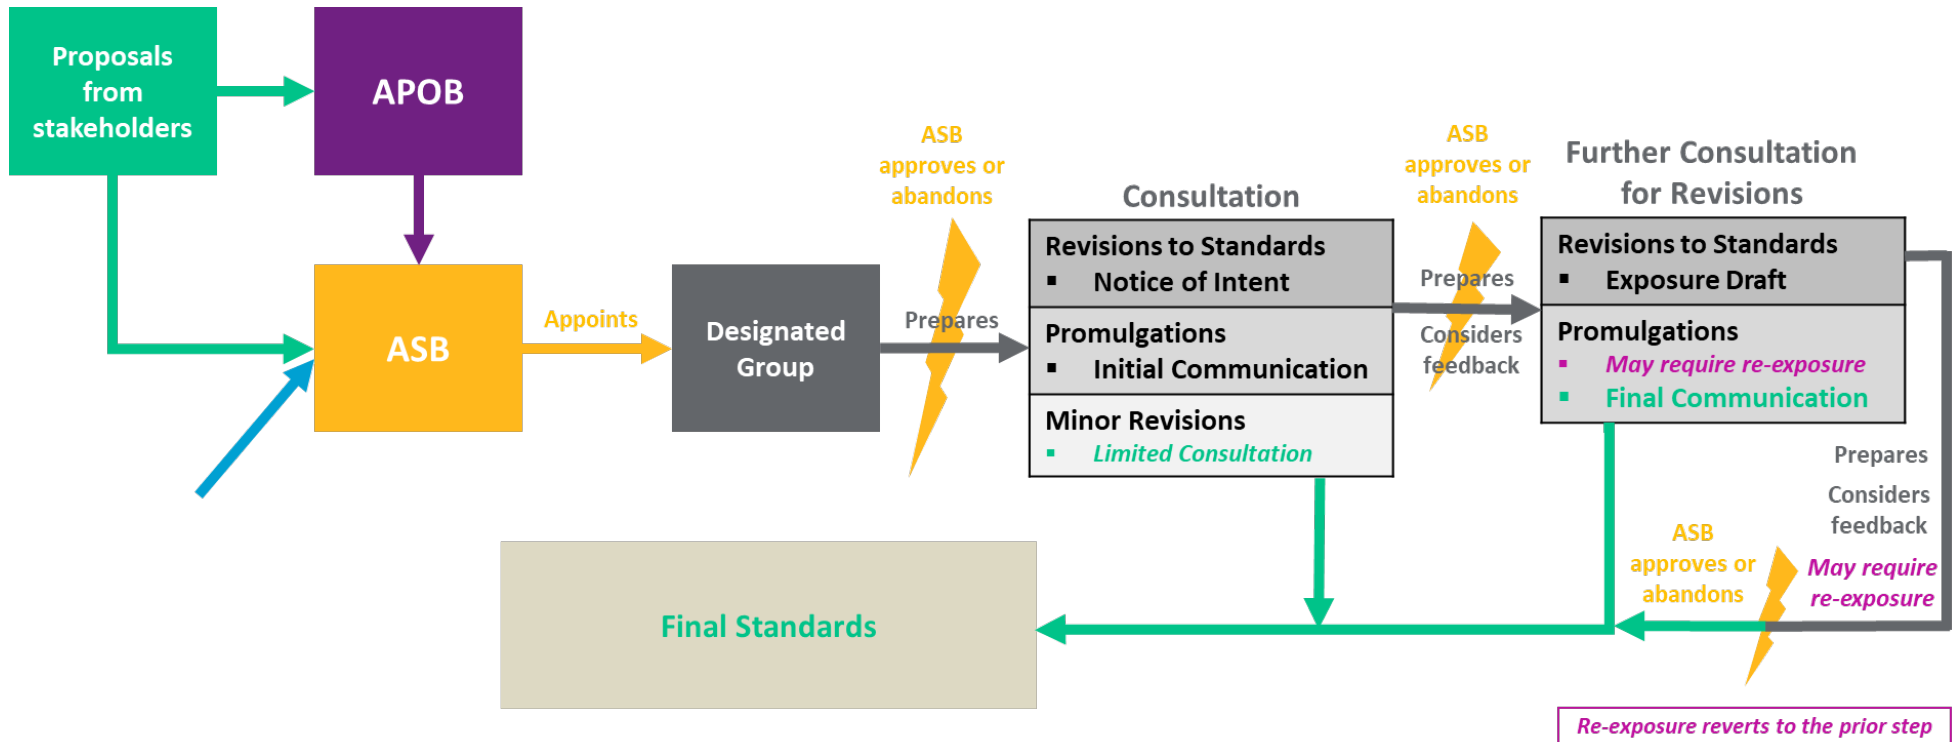 Proposals
from
stakeholders
APOB
ASB
Appoints
Designated
Group
ASB
approves or
abandons
Prepares
Consultation
Revisions to Standards
▪ Notice of Intent
Promulgations
▪ Initial Communication
Minor Revisions
▪ Limited Consultation
ASB
approves or
abandons
Prepares
Considers
feedback
Further Consultation
for Revisions
Revisions to Standards
▪ Exposure Draft
Promulgations
▪ May require re-exposure
▪ Final Communication
Prepares
Considers
feedback
May require
re-exposure
ASB
approves or
abandons
Final Standards
Re-exposure reverts to the prior step